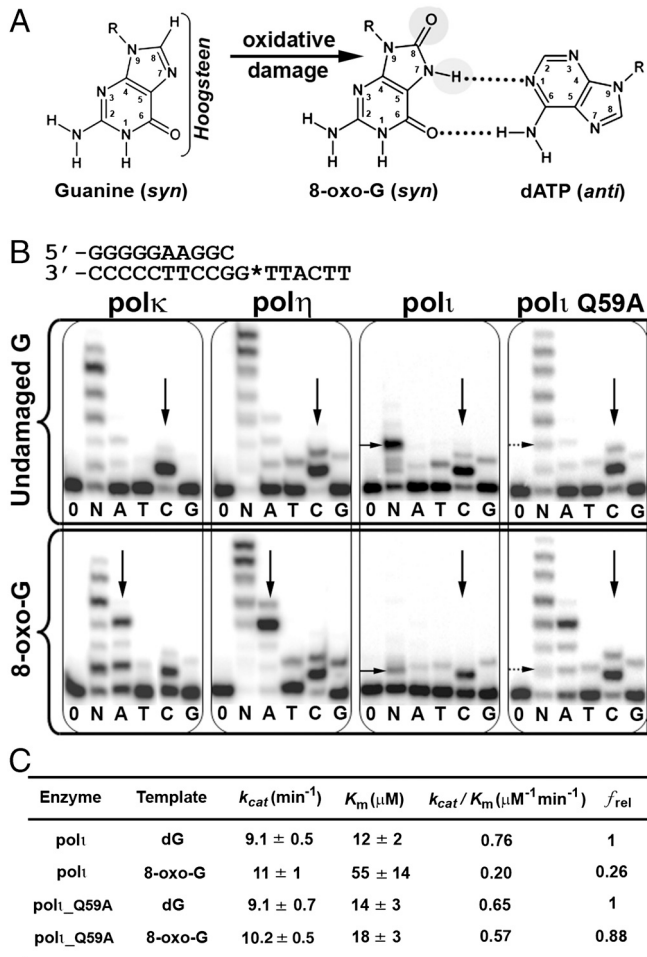 A
Hoogsteen
oxidative
damage
R H
9 8
N N
3 4 5 7
N 2 1 6 O
H N N
H H
R O
9 8
N N H
3 4 5 7
N 2 1 6 O
H N N
H H
N 2 N 3
1 4 N R
6 5 9
H N 7 N 8
H
Guanine (syn)
8-oxo-G (syn)
dATP (anti)
B
5′-GGGGGAAGGC
3′-CCCCCTTCCGG*TTACTT
polκ polη polι polι Q59A
Undamaged G
0 N A T C G 0 N A T C G 0 N A T C G 0 N A T C G
8-oxo-G
0 N A T C G 0 N A T C G 0 N A T C G 0 N A T C G
C
Enzyme Template kcat (min-1) Km (μM) kcat / Km (μM-1min-1) frel
polι dG 9.1 ± 0.5 12 ± 2 0.76 1
polι 8-oxo-G 11 ± 1 55 ± 14 0.20 0.26
polι_Q59A dG 9.1 ± 0.7 14 ± 3 0.65 1
polι_Q59A 8-oxo-G 10.2 ± 0.5 18 ± 3 0.57 0.88